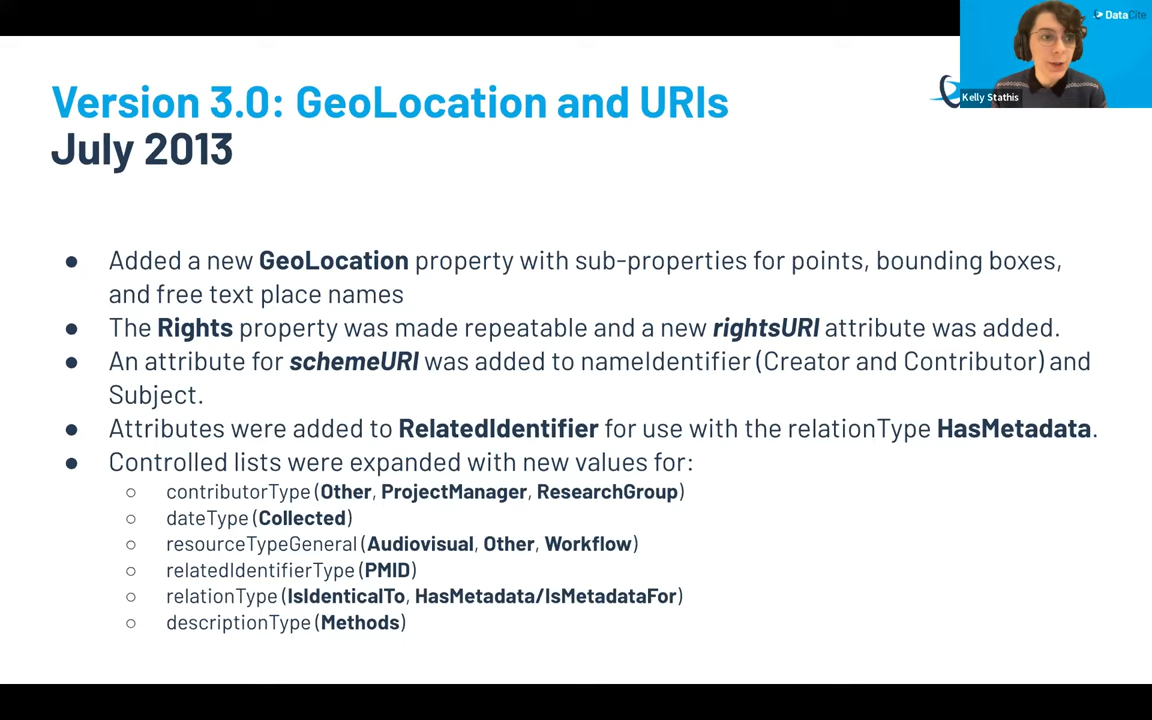 DataCite
Kelly Stathis
Version 3.0: GeoLocation and URIs
July 2013
● Added a new GeoLocation property with sub-properties for points, bounding boxes,
and free text place names
● The Rights property was made repeatable and a new rightsURI attribute was added.
● An attribute for schemeURI was added to nameIdentifier (Creator and Contributor) and
Subject.
● Attributes were added to RelatedIdentifier for use with the relationType HasMetadata.
● Controlled lists were expanded with new values for:
○ contributorType (Other, ProjectManager, ResearchGroup)
○ dateType (Collected)
○ resourceTypeGeneral (Audiovisual, Other, Workflow)
○ relatedIdentifierType (PMID)
○ relationType (IsIdenticalTo, HasMetadata/IsMetadataFor)
○ descriptionType (Methods)